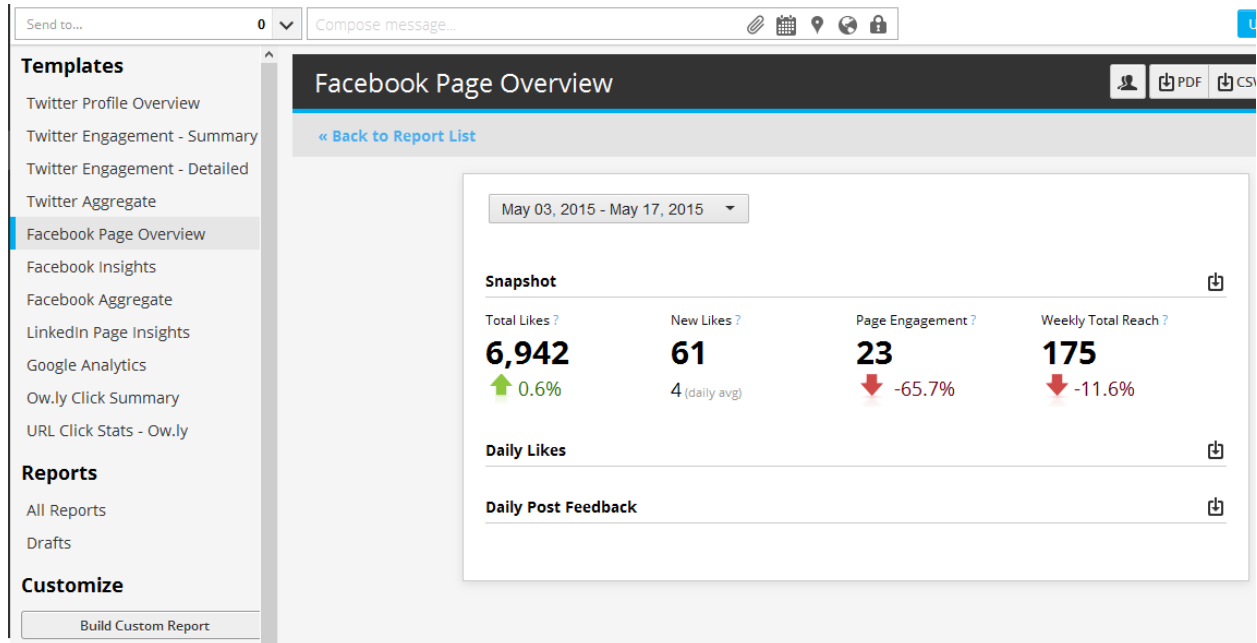 Send to... 0 Compose message...
U
Templates
Twitter Profile Overview
Twitter Engagement - Summary
Twitter Engagement - Detailed
Twitter Aggregate
Facebook Page Overview
Facebook Insights
Facebook Aggregate
LinkedIn Page Insights
Google Analytics
Ow.ly Click Summary
URL Click Stats - Ow.ly
Reports
All Reports
Drafts
Customize
Build Custom Report
Facebook Page Overview
PDF CSV
« Back to Report List
May 03, 2015 - May 17, 2015
Snapshot
Total Likes ? New Likes ? Page Engagement ? Weekly Total Reach ?
6,942 61 23 175
0.6% 4 (daily avg) -65.7% -11.6%
Daily Likes
Daily Post Feedback